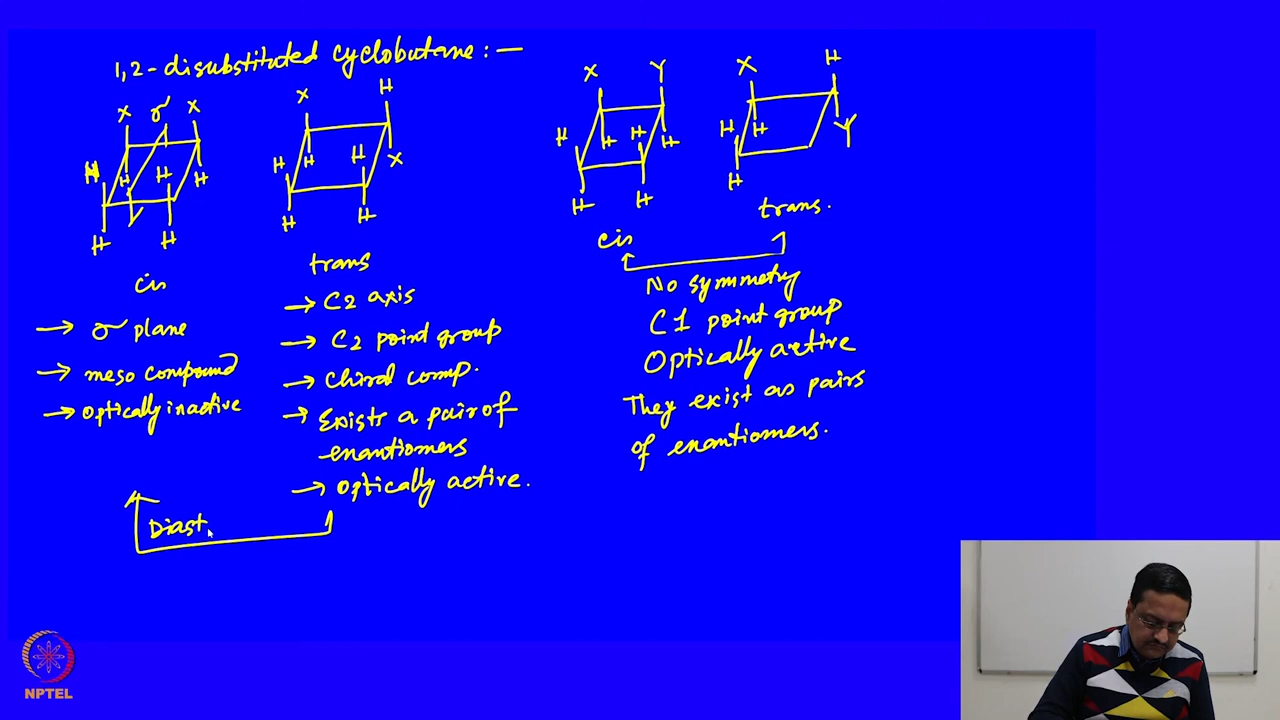 1,2-disubstituted cyclobutane:—
X σ X
H H H H
H H
X H
H H H X
H H
X Y
H H H H
H H
X H
H H Y
H
cis
trans
cis
trans.
→ σ plane
→ meso compound
→ Optically inactive
→ C2 axis
→ C2 point group
→ Chiral comp.
→ Exists a pair of
enantiomers
→ Optically active.
Diast
No symmetry
C1 point group
Optically active
They exist as pairs
of enantiomers.
NPTEL